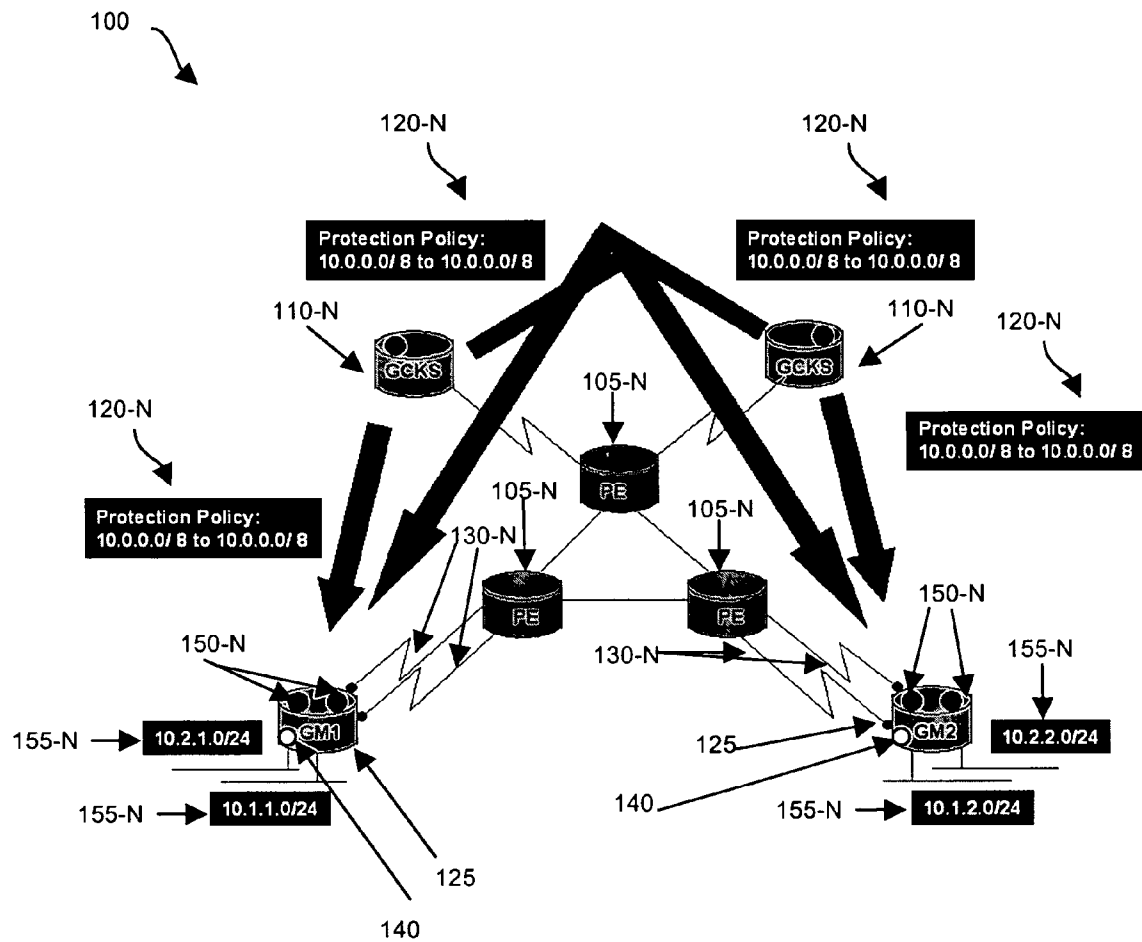 100
120-N
120-N
Protection Policy:
10.0.0.0/ 8 to 10.0.0.0/ 8
Protection Policy:
10.0.0.0/ 8 to 10.0.0.0/ 8
110-N
110-N
120-N
GCKS
GCKS
105-N
120-N
Protection Policy:
10.0.0.0/ 8 to 10.0.0.0/ 8
PE
105-N
105-N
Protection Policy:
10.0.0.0/ 8 to 10.0.0.0/ 8
130-N
PE
PE
150-N
150-N
130-N
155-N
GM1
GM2
155-N
10.2.1.0/24
125
10.2.2.0/24
155-N
10.1.1.0/24
140
155-N
10.1.2.0/24
125
140